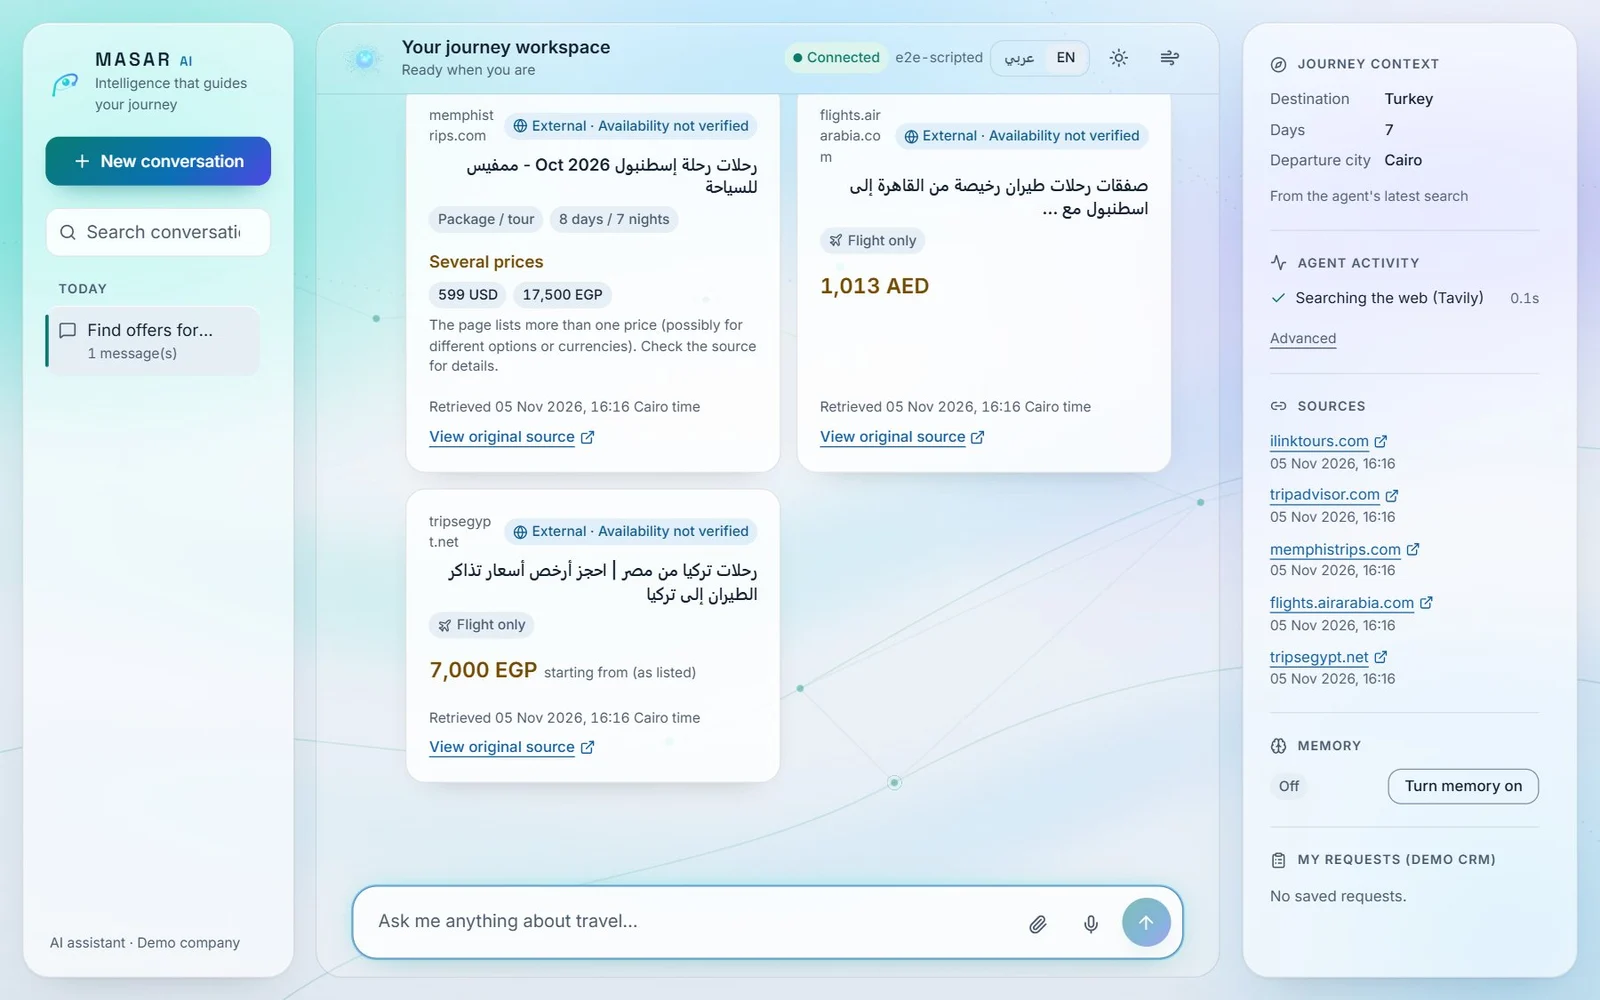 MASAR AI
Intelligence that guides
your journey
New conversation
Search conversati
TODAY
Find offers for...
1 message(s)
AI assistant · Demo company
Your journey workspace
Ready when you are
Connected
e2e-scripted
عربي
EN
memphist
rips.com
External · Availability not verified
رحلات رحلة إسطنبول Oct 2026 - ممفيس
للسياحة
Package / tour
8 days / 7 nights
Several prices
599 USD
17,500 EGP
The page lists more than one price (possibly for
different options or currencies). Check the source
for details.
Retrieved 05 Nov 2026, 16:16 Cairo time
View original source
flights.air
arabia.co
m
External · Availability not verified
صفقات رحلات طيران رخيصة من القاهرة إلى
اسطنبول مع ...
Flight only
1,013 AED
Retrieved 05 Nov 2026, 16:16 Cairo time
View original source
tripsegyp
t.net
External · Availability not verified
رحلات تركيا من مصر | احجز أرخص أسعار تذاكر
الطيران إلى تركيا
Flight only
7,000 EGP starting from (as listed)
Retrieved 05 Nov 2026, 16:16 Cairo time
View original source
Ask me anything about travel...
JOURNEY CONTEXT
Destination Turkey
Days 7
Departure city Cairo
From the agent's latest search
AGENT ACTIVITY
Searching the web (Tavily) 0.1s
Advanced
SOURCES
ilinktours.com
05 Nov 2026, 16:16
tripadvisor.com
05 Nov 2026, 16:16
memphistrips.com
05 Nov 2026, 16:16
flights.airarabia.com
05 Nov 2026, 16:16
tripsegypt.net
05 Nov 2026, 16:16
MEMORY
Off
Turn memory on
MY REQUESTS (DEMO CRM)
No saved requests.